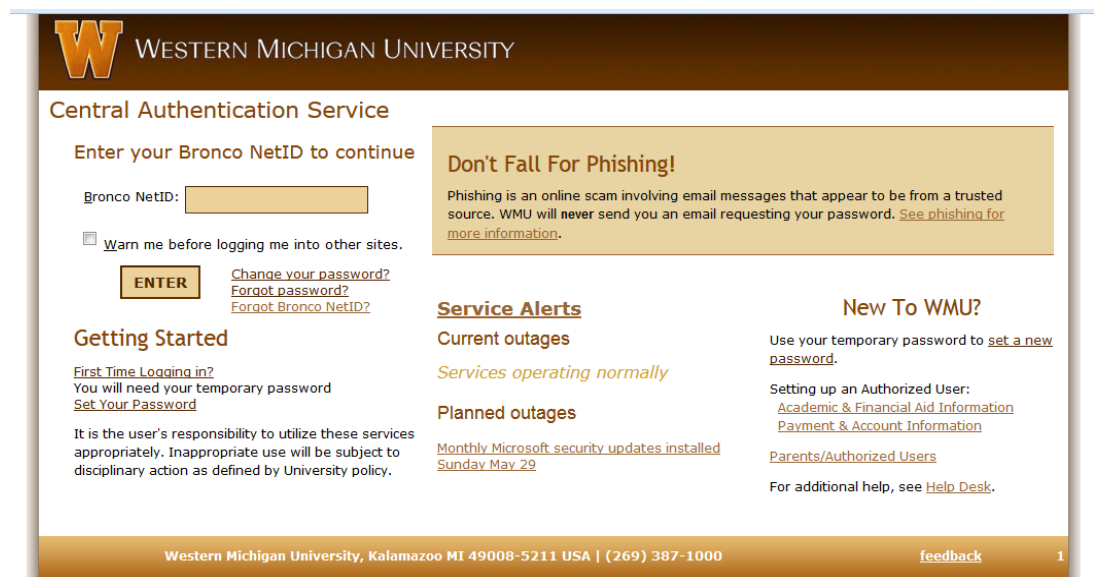 W
WESTERN MICHIGAN UNIVERSITY
Central Authentication Service
Enter your Bronco NetID to continue
Bronco NetID:
Warn me before logging me into other sites.
ENTER
Change your password?
Forgot password?
Forgot Bronco NetID?
Getting Started
First Time Logging in?
You will need your temporary password
Set Your Password
It is the user's responsibility to utilize these services
appropriately. Inappropriate use will be subject to
disciplinary action as defined by University policy.
Don't Fall For Phishing!
Phishing is an online scam involving email messages that appear to be from a trusted
source. WMU will never send you an email requesting your password. See phishing for
more information.
Service Alerts
Current outages
Services operating normally
Planned outages
Monthly Microsoft security updates installed
Sunday May 29
New To WMU?
Use your temporary password to set a new
password.
Setting up an Authorized User:
Academic & Financial Aid Information
Payment & Account Information
Parents/Authorized Users
For additional help, see Help Desk.
Western Michigan University, Kalamazoo MI 49008-5211 USA | (269) 387-1000
feedback
1